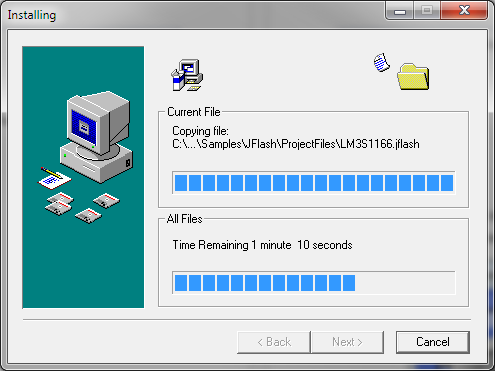 Installing
Current File
Copying file:
C:\...\Samples\JFlash\ProjectFiles\LM3S1166.jflash
All Files
Time Remaining 1 minute  10 seconds
< Back
Next >
Cancel